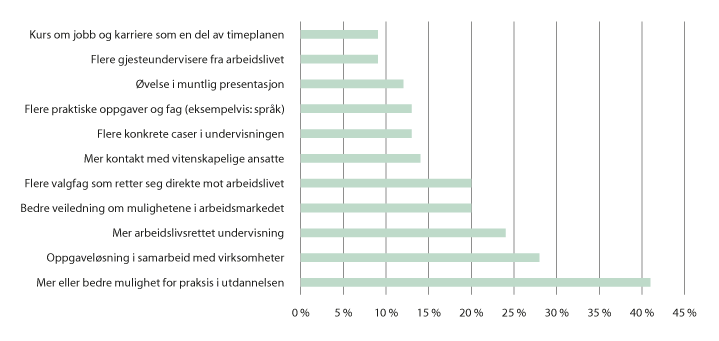 Kurs om jobb og karriere som en del av timeplanen
Flere gjesteundervisere fra arbeidslivet
Øvelse i muntlig presentasjon
Flere praktiske oppgaver og fag (eksempelvis: språk)
Flere konkrete caser i undervisningen
Mer kontakt med vitenskapelige ansatte
Flere valgfag som retter seg direkte mot arbeidslivet
Bedre veiledning om mulighetene i arbeidsmarkedet
Mer arbeidslivsrettet undervisning
Oppgaveløsning i samarbeid med virksomheter
Mer eller bedre mulighet for praksis i utdannelsen
0 % 5 % 10 % 15 % 20 % 25 % 30 % 35 % 40 % 45 %